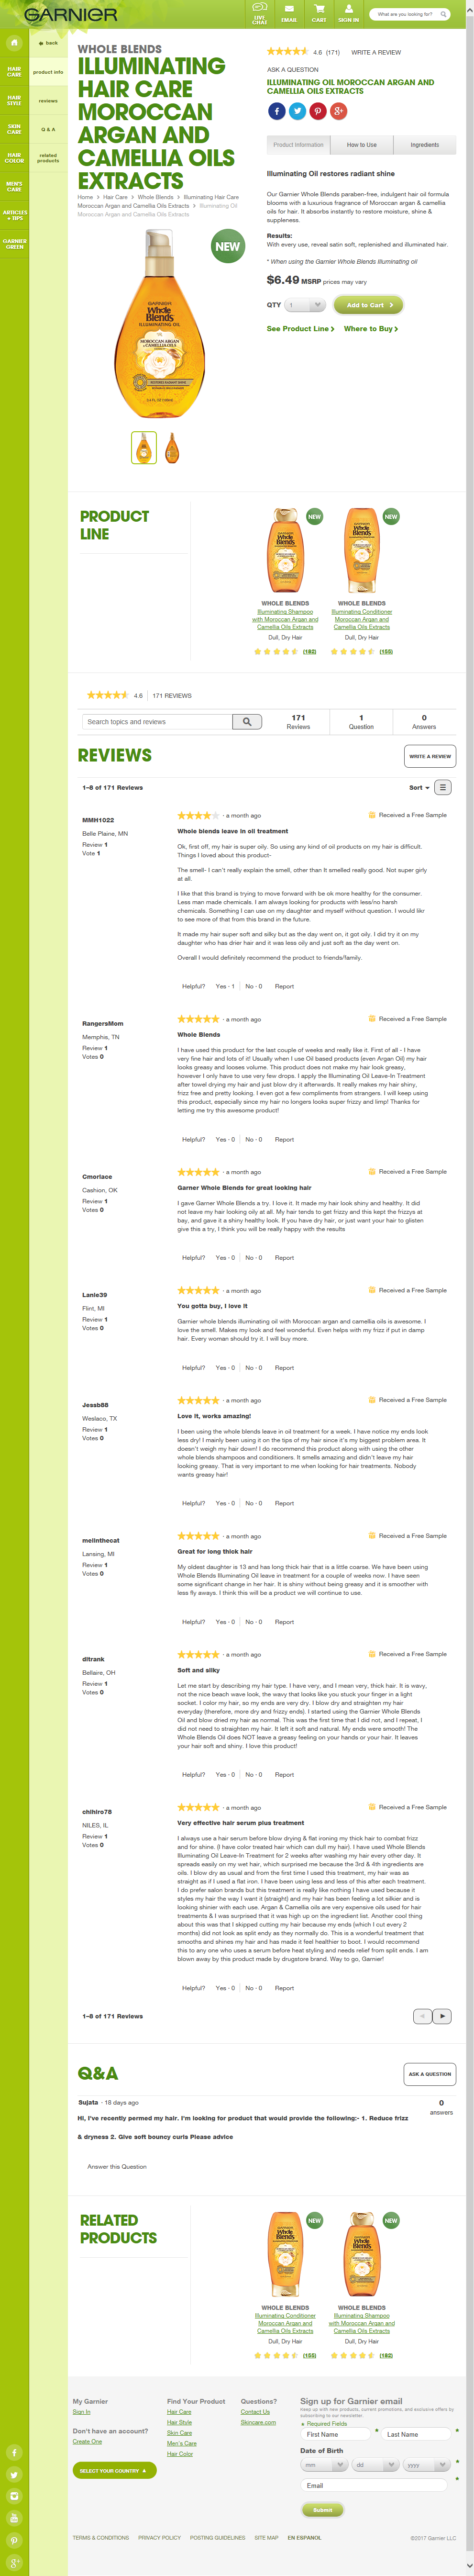 GARNIER
LIVE CHAT
EMAIL
CART
SIGN IN
What are you looking for?
HAIR CARE
HAIR STYLE
SKIN CARE
HAIR COLOR
MEN'S CARE
ARTICLES + TIPS
GARNIER GREEN
back
product info
reviews
Q & A
related products
WHOLE BLENDS
ILLUMINATING
HAIR CARE
MOROCCAN
ARGAN AND
CAMELLIA OILS
EXTRACTS
Home > Hair Care > Whole Blends > Illuminating Hair Care
Moroccan Argan and Camellia Oils Extracts > Illuminating Oil
Moroccan Argan and Camellia Oils Extracts
NEW
4.6 (171) WRITE A REVIEW
ASK A QUESTION
ILLUMINATING OIL MOROCCAN ARGAN AND
CAMELLIA OILS EXTRACTS
Product Information
How to Use
Ingredients
Illuminating Oil restores radiant shine
Our Garnier Whole Blends paraben-free, indulgent hair oil formula
blooms with a luxurious fragrance of Moroccan argan & camellia
oils for hair. It absorbs instantly to restore moisture, shine &
suppleness.
Results:
With every use, reveal satin soft, replenished and illuminated hair.
* When using the Garnier Whole Blends Illuminating oil
$6.49 MSRP prices may vary
QTY 1 Add to Cart >
See Product Line > Where to Buy >
PRODUCT
LINE
NEW
NEW
WHOLE BLENDS
Illuminating Shampoo
with Moroccan Argan and
Camellia Oils Extracts
Dull, Dry Hair
(182)
WHOLE BLENDS
Illuminating Conditioner
Moroccan Argan and
Camellia Oils Extracts
Dull, Dry Hair
(155)
4.6 171 REVIEWS
Search topics and reviews
171
Reviews
1
Question
0
Answers
REVIEWS
WRITE A REVIEW
1–8 of 171 Reviews
Sort
MMH1022
Belle Plaine, MN
Review 1
Vote 1
· a month ago
Received a Free Sample
Whole blends leave in oil treatment
Ok, first off, my hair is super oily. So using any kind of oil products on my hair is difficult.
Things I loved about this product-
The smell- I can't really explain the smell, other than It smelled really good. Not super girly
at all.
I like that this brand is trying to move forward with be ok more healthy for the consumer.
Less man made chemicals. I am always looking for products with less/no harsh
chemicals. Something I can use on my daughter and myself without question. I would likr
to see more of that from this brand in the future.
It made my hair super soft and silky but as the day went on, it got oily. I did try it on my
daughter who has drier hair and it was less oily and just soft as the day went on.
Overall I would definitely recommend the product to friends/family.
Helpful? Yes · 1 No · 0 Report
RangersMom
Memphis, TN
Review 1
Votes 0
· a month ago
Received a Free Sample
Whole Blends
I have used this product for the last couple of weeks and really like it. First of all - I have
very fine hair and lots of it! Usually when I use Oil based products (even Argan Oil) my hair
looks greasy and looses volume. This product does not make my hair look greasy,
however I only have to use very few drops. I apply the Illuminating Oil Leave-In Treatment
after towel drying my hair and just blow dry it afterwards. It really makes my hair shiny,
frizz free and feeling moisturized. Even my hair ends look healthier. I will keep using this
product, especially since my hair no longers looks super frizzy and limp! Thanks for
letting me try this awesome product!
Helpful? Yes · 0 No · 0 Report
Cmorlace
Cashion, OK
Review 1
Votes 0
· a month ago
Received a Free Sample
Garner Whole Blends for great looking hair
I gave Garner Whole Blends a try. I love it. It made my hair look shiny and healthy. It did
not leave my hair looking oily at all. My hair tends to get frizzy and this kept the frizzys at
bay, and gave it a shiny healthy look. If you have dry hair, or just want your hair to glisten
give this a try, I think you will be really happy with the results
Helpful? Yes · 0 No · 0 Report
Lanie39
Flint, MI
Review 1
Votes 0
· a month ago
Received a Free Sample
You gotta buy, I love it
Garnier whole blends illuminating oil with Moroccan argan and camellia oils is awesome. I
love the smell. Makes my look and feel wonderful. Even helps with my frizz if put in damp
hair. Every woman should try it. I will buy more.
Helpful? Yes · 0 No · 0 Report
Jessb88
Weslaco, TX
Review 1
Votes 0
· a month ago
Received a Free Sample
Love it, works amazing!
I been using the whole blends leave in oil treatment for a week. I have notice my ends look
less dry! I mainly been using it on the tips of my hair since it's my biggest problem area. It
doesn't weigh my hair down! I do recommend this product along with using the other
whole blends shampoos and conditioners. It smells amazing and didn't leave my hair
looking greasy. That is very important to me when looking for hair treatments. Nobody
wants greasy hair!
Helpful? Yes · 0 No · 0 Report
melinthecat
Lansing, MI
Review 1
Votes 0
· a month ago
Received a Free Sample
Great for long thick hair
My oldest daughter is 13 and has long thick hair that is a little coarse. We have been using
Whole Blends Illuminating Oil leave in treatment for a couple of weeks now. I have seen
some significant change in her hair. It is shiny without being greasy and it is smoother with
less fly aways. I think this will be a product we will continue to use.
Helpful? Yes · 0 No · 0 Report
ditrank
Bellaire, OH
Review 1
Votes 0
· a month ago
Received a Free Sample
Soft and silky
Let me start by describing my hair type. I have very, and I mean very, thick hair. It is wavy,
not the nice beach wave look, the wavy that looks like you stuck your finger in a light
socket. I color my hair, so my ends are very dry. I blow dry and straighten my hair
everyday (therefore, more dry and frizzy ends). I started using the Garnier Whole Blends
Oil and blow dried my hair as normal. This was the first time that I did not, and I repeat, I
did not need to straighten my hair. It left it soft and natural. My ends were smooth! The
Whole Blends Oil does NOT leave a greasy feeling on your hands or your hair. It leaves
your hair soft and shiny. I love this product!
Helpful? Yes · 0 No · 0 Report
chihiro78
NILES, IL
Review 1
Votes 0
· a month ago
Received a Free Sample
Very effective hair serum plus treatment
I always use a hair serum before blow drying & flat ironing my thick hair to combat frizz
and for shine. (I have color treated hair which can dull my hair). I have used Whole Blends
Illuminating Oil Leave-In Treatment for 2 weeks after washing my hair every other day. It
spreads easily on my wet hair, which surprised me because the 3rd & 4th ingredients are
oils. I blow dry as usual and from the first time I used this treatment, my hair was as
straight as if I used a flat iron. I have been using this product each time since then.
I do prefer salon brands but this treatment is really like nothing I have used because it
styles my hair the way I want it (straight) and my hair has been feeling a lot silkier and is
looking shinier with each use. Argan & Camellia oils are very expensive oils used for hair
treatments & I was surprised it was high up on the ingredient list. Another cool thing
about this was that I skipped cutting my hair because my ends (which I cut every 2
months) did not look as split endy as they normally do. This is a wonderful treatment that
smooths and shines my hair and made it feel healthier to boot. I would recommend
this to any one who uses a serum before heat styling and needs relief from split ends. I am
blown away by this product made by drugstore brand. Way to go, Garnier!
Helpful? Yes · 0 No · 0 Report
1–8 of 171 Reviews
Q&A
ASK A QUESTION
Sujata · 18 days ago
0
answers
Hi, I've recently permed my hair. I'm looking for product that would provide the following:- 1. Reduce frizz
& dryness 2. Give soft bouncy curls Please advice
Answer this Question
RELATED
PRODUCTS
NEW
NEW
WHOLE BLENDS
Illuminating Conditioner
Moroccan Argan and
Camellia Oils Extracts
Dull, Dry Hair
(155)
WHOLE BLENDS
Illuminating Shampoo
with Moroccan Argan and
Camellia Oils Extracts
Dull, Dry Hair
(182)
My Garnier
Sign In
Don't have an account?
Create One
SELECT YOUR COUNTRY
Find Your Product
Hair Care
Hair Style
Skin Care
Men's Care
Hair Color
Questions?
Contact Us
Skincare.com
Sign up for Garnier email
Keep up with new products, current promotions, and exclusive offers by
subscribing to our newsletter.
Required Fields
First Name * Last Name *
Date of Birth
mm dd yyyy *
Email *
Submit
TERMS & CONDITIONS PRIVACY POLICY POSTING GUIDELINES SITE MAP EN ESPANOL
©2017 Garnier LLC